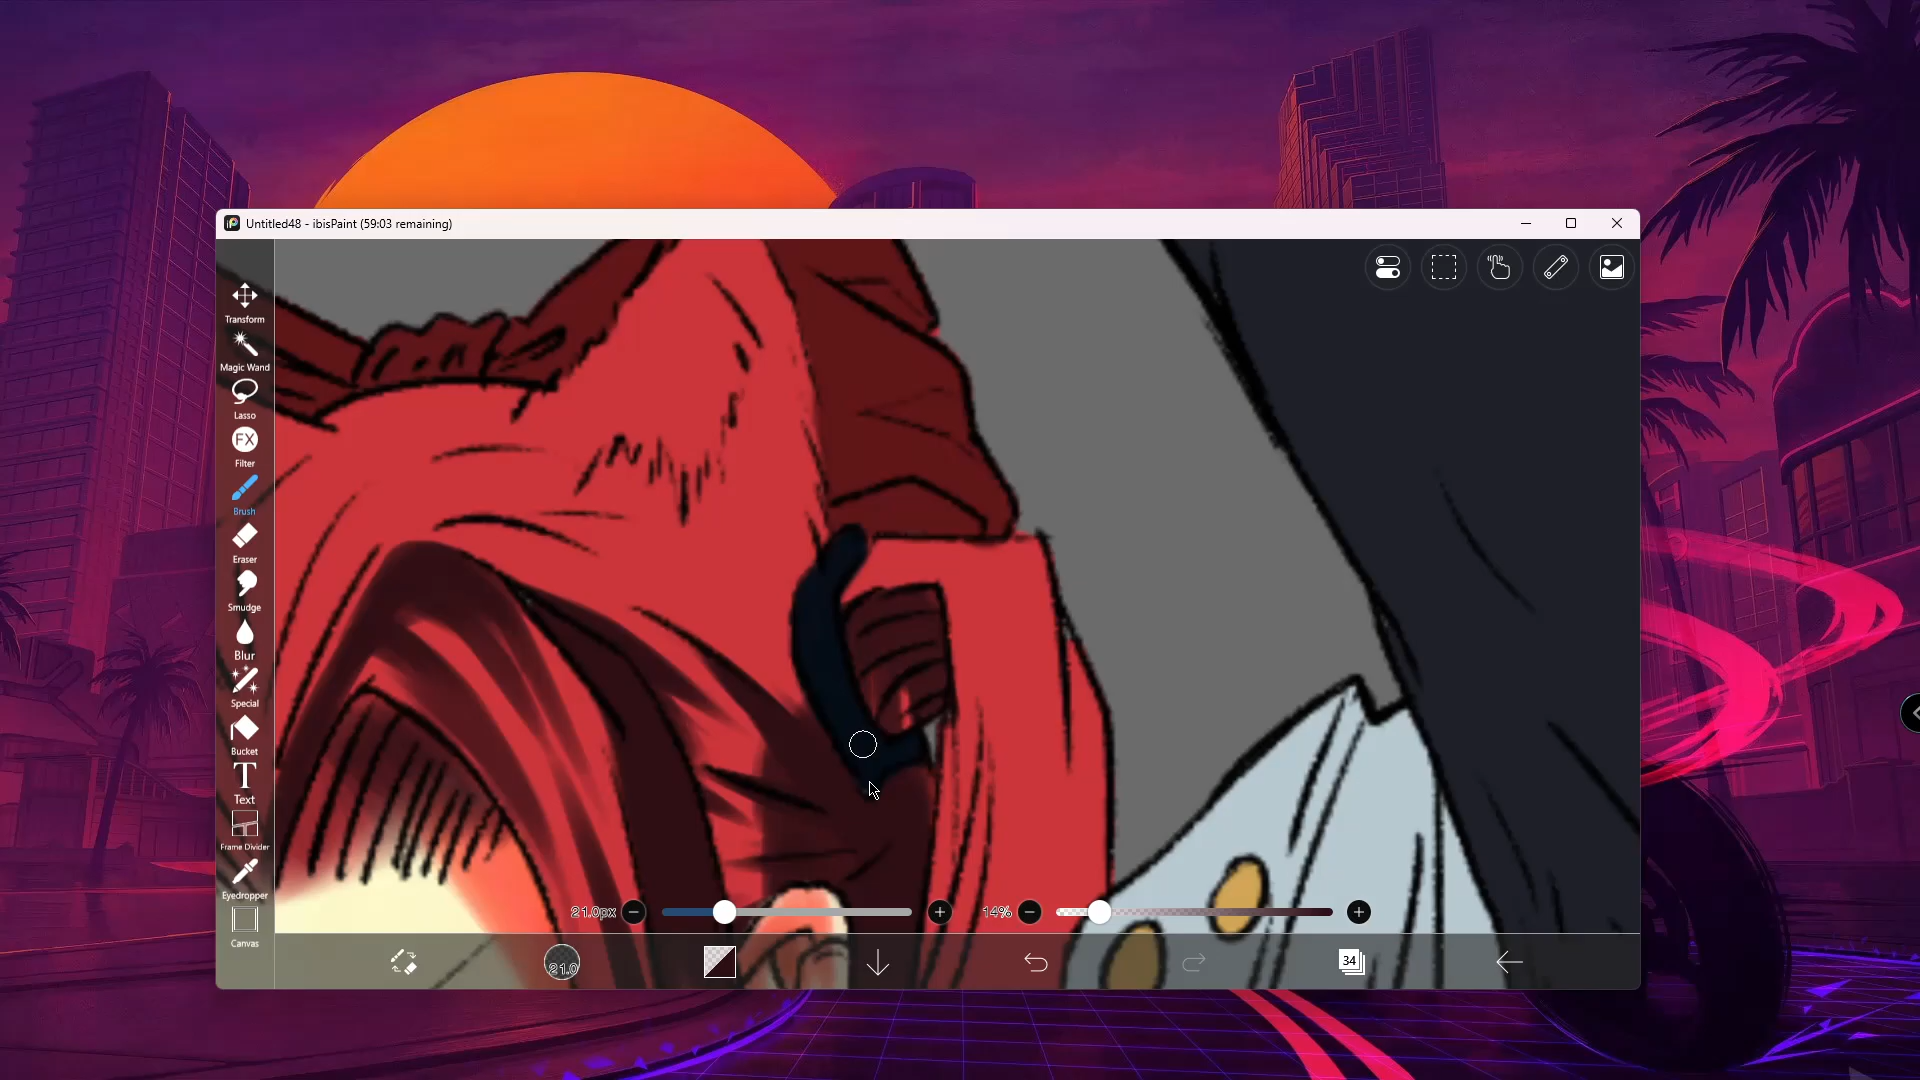 Untitled48 - ibisPaint (59:03 remaining)
Transform
Magic Wand
Lasso
FX
Filter
Brush
Eraser
Smudge
Blur
Special
Bucket
T
Text
Frame Divider
Eyedropper
Canvas
21.0px
14%
21.0
34